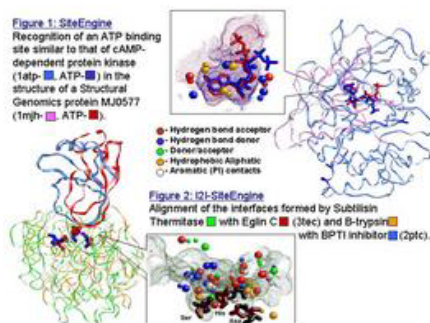 Figure 1: SiteEngine
Recognition of an ATP binding
site similar to that of cAMP-
dependent protein kinase
(1atp- , ATP- ) in the
structure of a Structural
Genomics protein MJ0577
(1mjh- , ATP- ).
- Hydrogen bond acceptor
- Hydrogen bond donor
- Donor/acceptor
- Hydrophobic Aliphatic
- Aromatic (PI) contacts
Figure 2: I2I-SiteEngine
Alignment of the interfaces formed by Subtilisin
Thermitase with Eglin C (3tec) and B-trypsin
with BPTI inhibitor (2ptc).
Ser
His